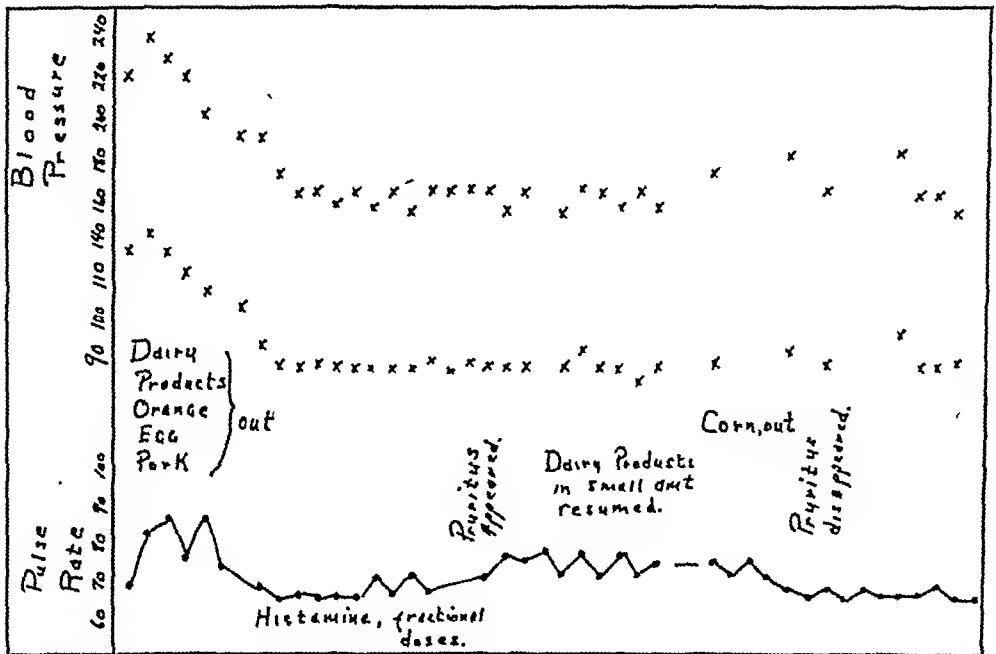 Blood
Pressure
240
220
200
180
160
140
110
100
90
Dairy
Products
Orange
Egg
Pork
out
Pruritus
Appeared.
Dairy Products
in small amt
resumed.
Corn, out
Pruritus
disappeared.
Pulse
Rate
100
90
80
70
60
Histamine, fractional
doses.